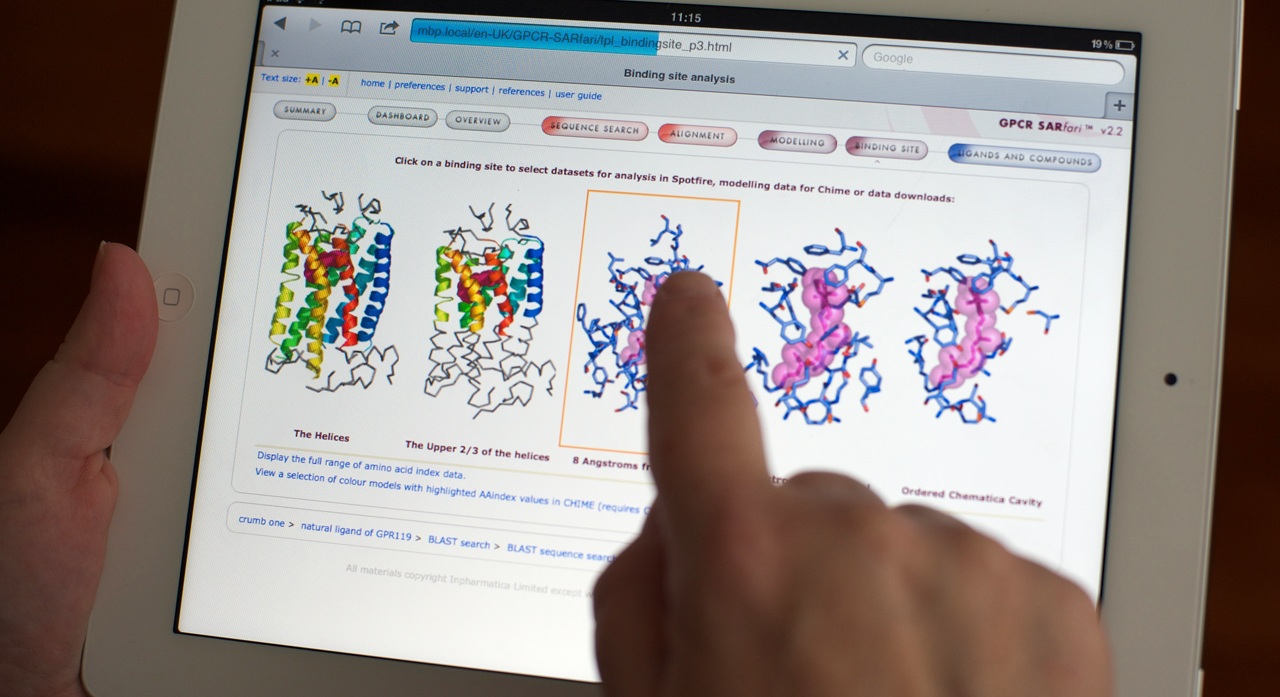 11:15
19%
mbp.local/en-UK/GPCR-SARfari/tpl_bindingsite_p3.html
Google
Binding site analysis
Text size: +A | -A
home | preferences | support | references | user guide
GPCR SARfari™ v2.2
SUMMARY
DASHBOARD
OVERVIEW
SEQUENCE SEARCH
ALIGNMENT
MODELLING
BINDING SITE
LIGANDS AND COMPOUNDS
Click on a binding site to select datasets for analysis in Spotfire, modelling data for Chime or data downloads:
The Helices
The Upper 2/3 of the helices
8 Angstroms
Ordered Chematica Cavity
Display the full range of amino acid index data.
View a selection of colour models with highlighted AAindex values in CHIME (requires
crumb one > natural ligand of GPR119 > BLAST search > BLAST sequence
All materials copyright Inpharmatica Limited except